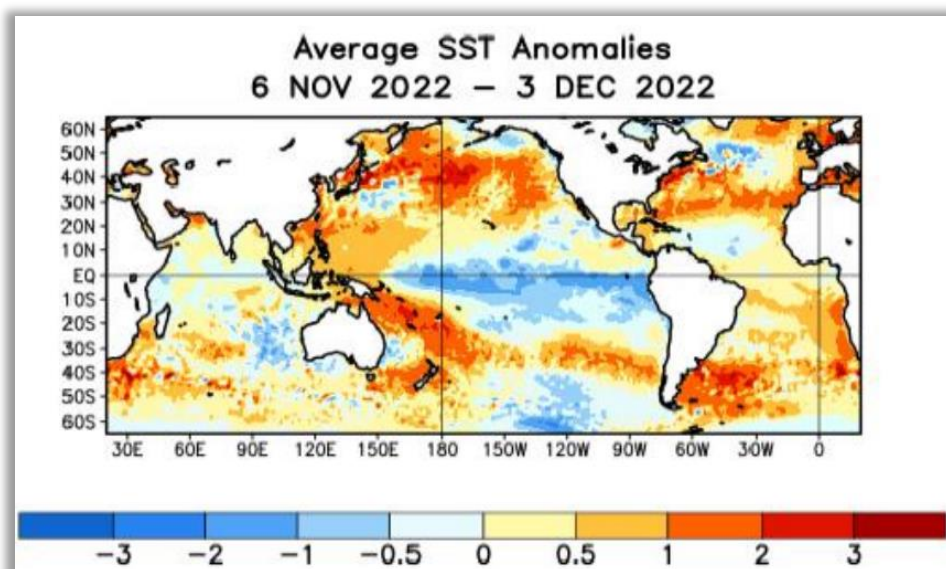 Average SST Anomalies
6 NOV 2022 – 3 DEC 2022
60N
50N
40N
30N
20N
10N
EQ
10S
20S
30S
40S
50S
60S
30E 60E 90E 120E 150E 180 150W 120W 90W 60W 30W 0
-3 -2 -1 -0.5 0 0.5 1 2 3